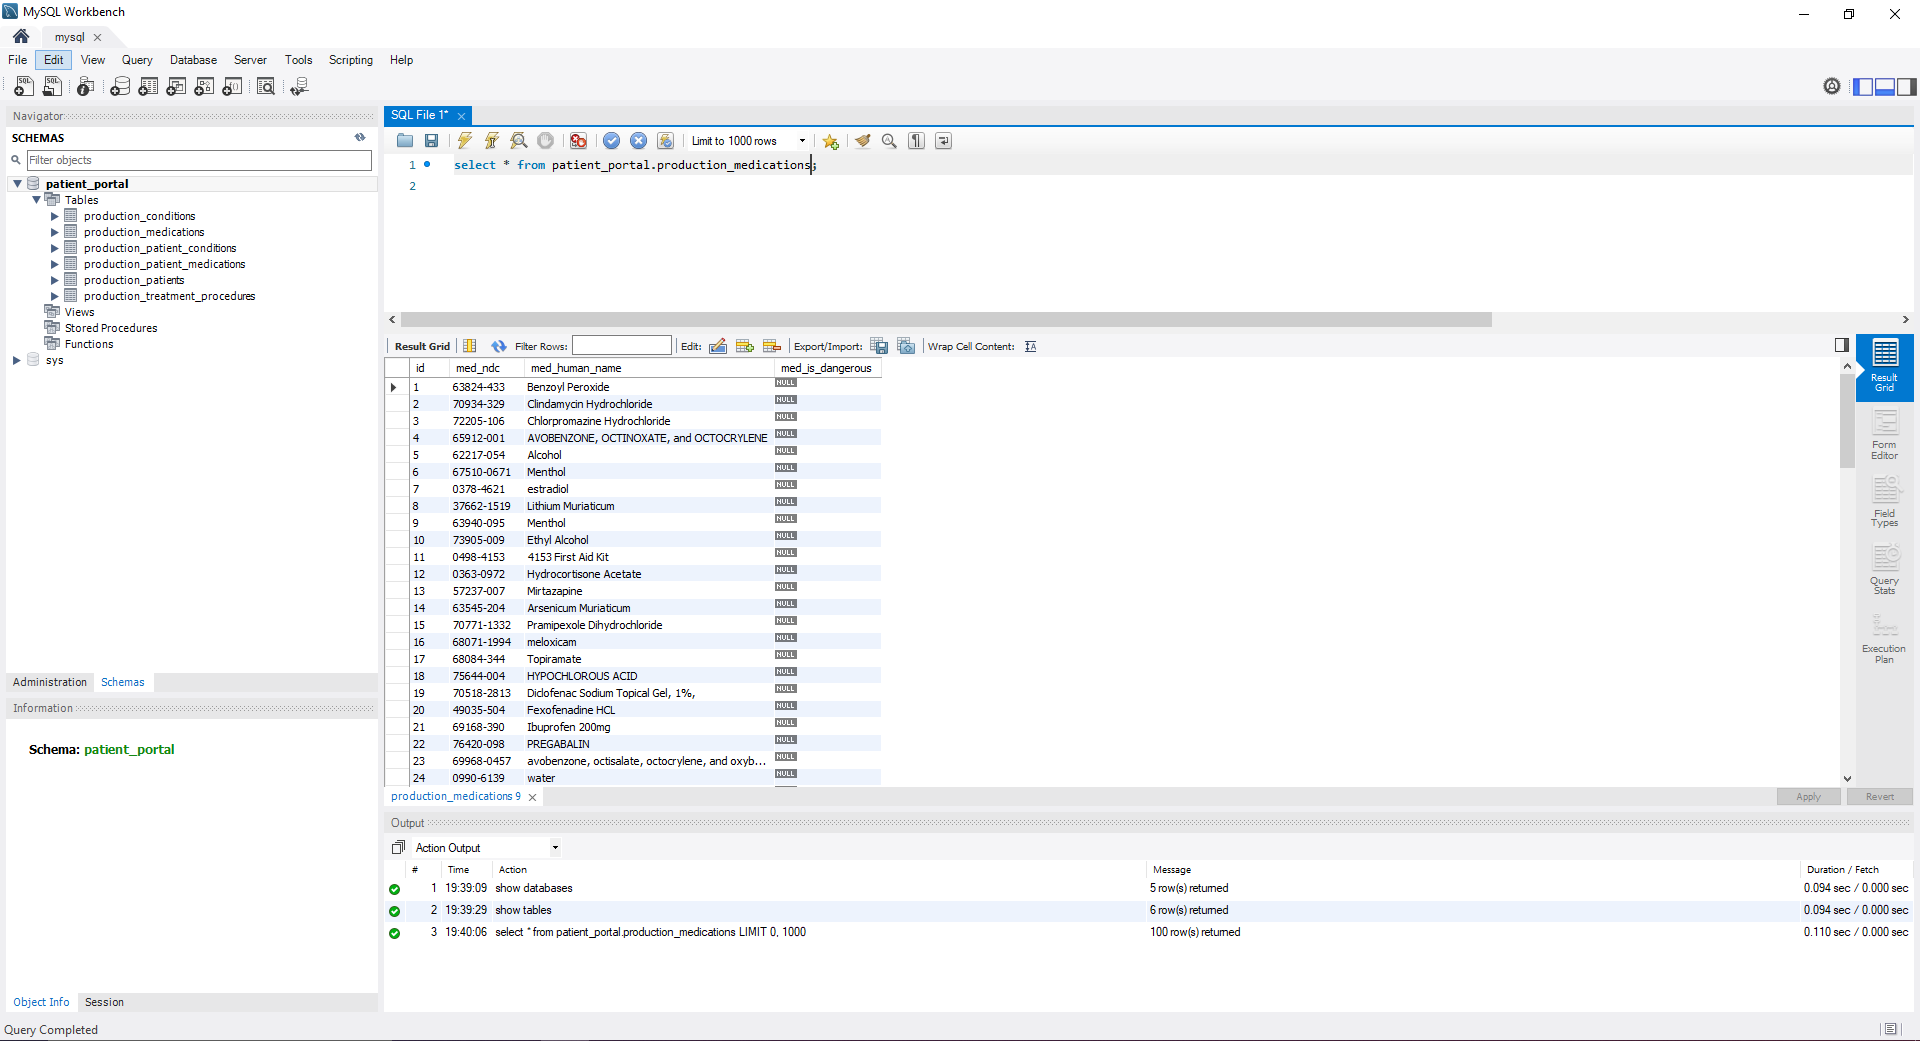 MySQL Workbench
mysql
File Edit View Query Database Server Tools Scripting Help
Navigator
SCHEMAS
Filter objects
patient_portal
Tables
production_conditions
production_medications
production_patient_conditions
production_patient_medications
production_patients
production_treatment_procedures
Views
Stored Procedures
Functions
sys
Administration Schemas
Information
Schema: patient_portal
Object Info Session
SQL File 1*
Limit to 1000 rows
1 select * from patient_portal.production_medications;
2
Result Grid Filter Rows: Edit: Export/Import: Wrap Cell Content:
id med_ndc med_human_name med_is_dangerous
1 63824-433 Benzoyl Peroxide NULL
2 70934-329 Clindamycin Hydrochloride NULL
3 72205-106 Chlorpromazine Hydrochloride NULL
4 65912-001 AVOBENZONE, OCTINOXATE, and OCTOCRYLENE NULL
5 62217-054 Alcohol NULL
6 67510-0671 Menthol NULL
7 0378-4621 estradiol NULL
8 37662-1519 Lithium Muriaticum NULL
9 63940-095 Menthol NULL
10 73905-009 Ethyl Alcohol NULL
11 0498-4153 4153 First Aid Kit NULL
12 0363-0972 Hydrocortisone Acetate NULL
13 57237-007 Mirtazapine NULL
14 63545-204 Arsenicum Muriaticum NULL
15 70771-1332 Pramipexole Dihydrochloride NULL
16 68071-1994 meloxicam NULL
17 68084-344 Topiramate NULL
18 75644-004 HYPOCHLOROUS ACID NULL
19 70518-2813 Diclofenac Sodium Topical Gel, 1%, NULL
20 49035-504 Fexofenadine HCL NULL
21 69168-390 Ibuprofen 200mg NULL
22 76420-098 PREGABALIN NULL
23 69968-0457 avobenzone, octisalate, octocrylene, and oxyb... NULL
24 0990-6139 water NULL
Result
Grid
Form
Editor
Field
Types
Query
Stats
Execution
Plan
production_medications 9
Apply Revert
Output
Action Output
# Time Action Message Duration / Fetch
1 19:39:09 show databases 5 row(s) returned 0.094 sec / 0.000 sec
2 19:39:29 show tables 6 row(s) returned 0.094 sec / 0.000 sec
3 19:40:06 select * from patient_portal.production_medications LIMIT 0, 1000 100 row(s) returned 0.110 sec / 0.000 sec
Query Completed